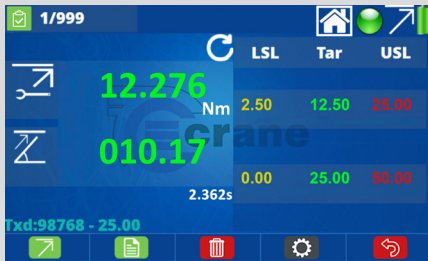 1/999
LSL Tar USL
12.276 Nm 2.50 12.50 25.00
crane
010.17 0.00 25.00 50.00
2.362s
Txd:98768 - 25.00